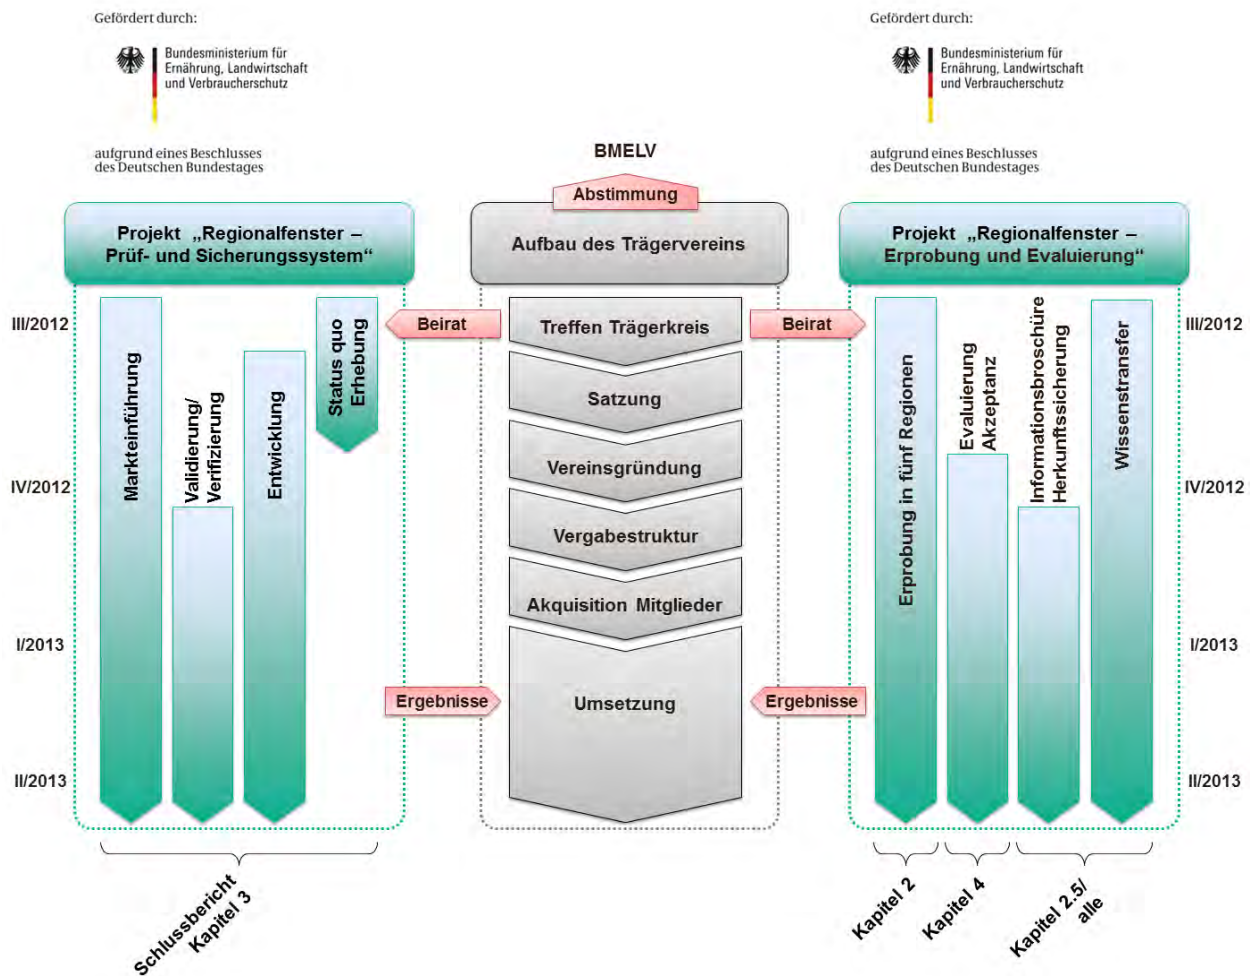 Gefördert durch:
Bundesministerium für
Ernährung, Landwirtschaft
und Verbraucherschutz
aufgrund eines Beschlusses
des Deutschen Bundestages
Gefördert durch:
Bundesministerium für
Ernährung, Landwirtschaft
und Verbraucherschutz
aufgrund eines Beschlusses
des Deutschen Bundestages
BMELV
Abstimmung
Projekt „Regionalfenster –
Prüf- und Sicherungssystem“
Aufbau des Trägervereins
Projekt „Regionalfenster –
Erprobung und Evaluierung“
III/2012
IV/2012
I/2013
II/2013
Markteinführung
Validierung/
Verifizierung
Entwicklung
Status quo
Erhebung
Beirat
Treffen Trägerkreis
Beirat
Satzung
Vereinsgründung
Vergabestruktur
Akquisition Mitglieder
Ergebnisse
Umsetzung
Ergebnisse
Erprobung in fünf Regionen
Evaluierung
Akzeptanz
Informationsbroschüre
Herkunftssicherung
Wissenstransfer
III/2012
IV/2012
I/2013
II/2013
Schlussbericht
Kapitel 3
Kapitel 2
Kapitel 4
Kapitel 2.5/
alle